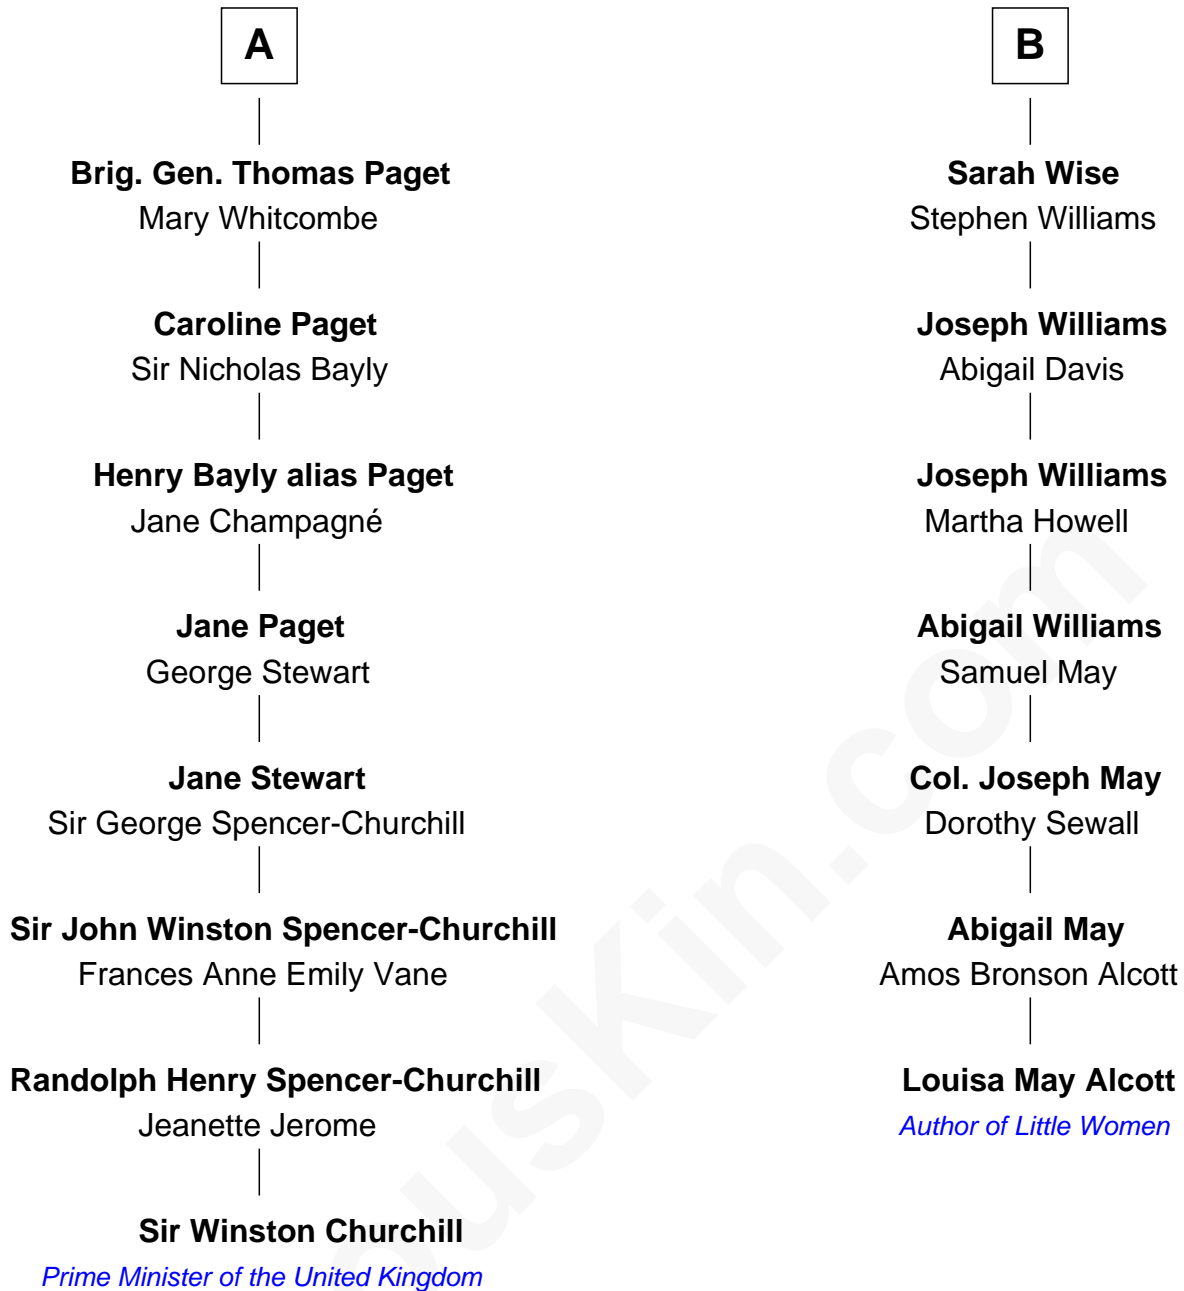 A
Brig. Gen. Thomas Paget
Mary Whitcombe
Caroline Paget
Sir Nicholas Bayly
Henry Bayly alias Paget
Jane Champagné
Jane Paget
George Stewart
Jane Stewart
Sir George Spencer-Churchill
Sir John Winston Spencer-Churchill
Frances Anne Emily Vane
Randolph Henry Spencer-Churchill
Jeanette Jerome
Sir Winston Churchill
Prime Minister of the United Kingdom
B
Sarah Wise
Stephen Williams
Joseph Williams
Abigail Davis
Joseph Williams
Martha Howell
Abigail Williams
Samuel May
Col. Joseph May
Dorothy Sewall
Abigail May
Amos Bronson Alcott
Louisa May Alcott
Author of Little Women
ousKin.com